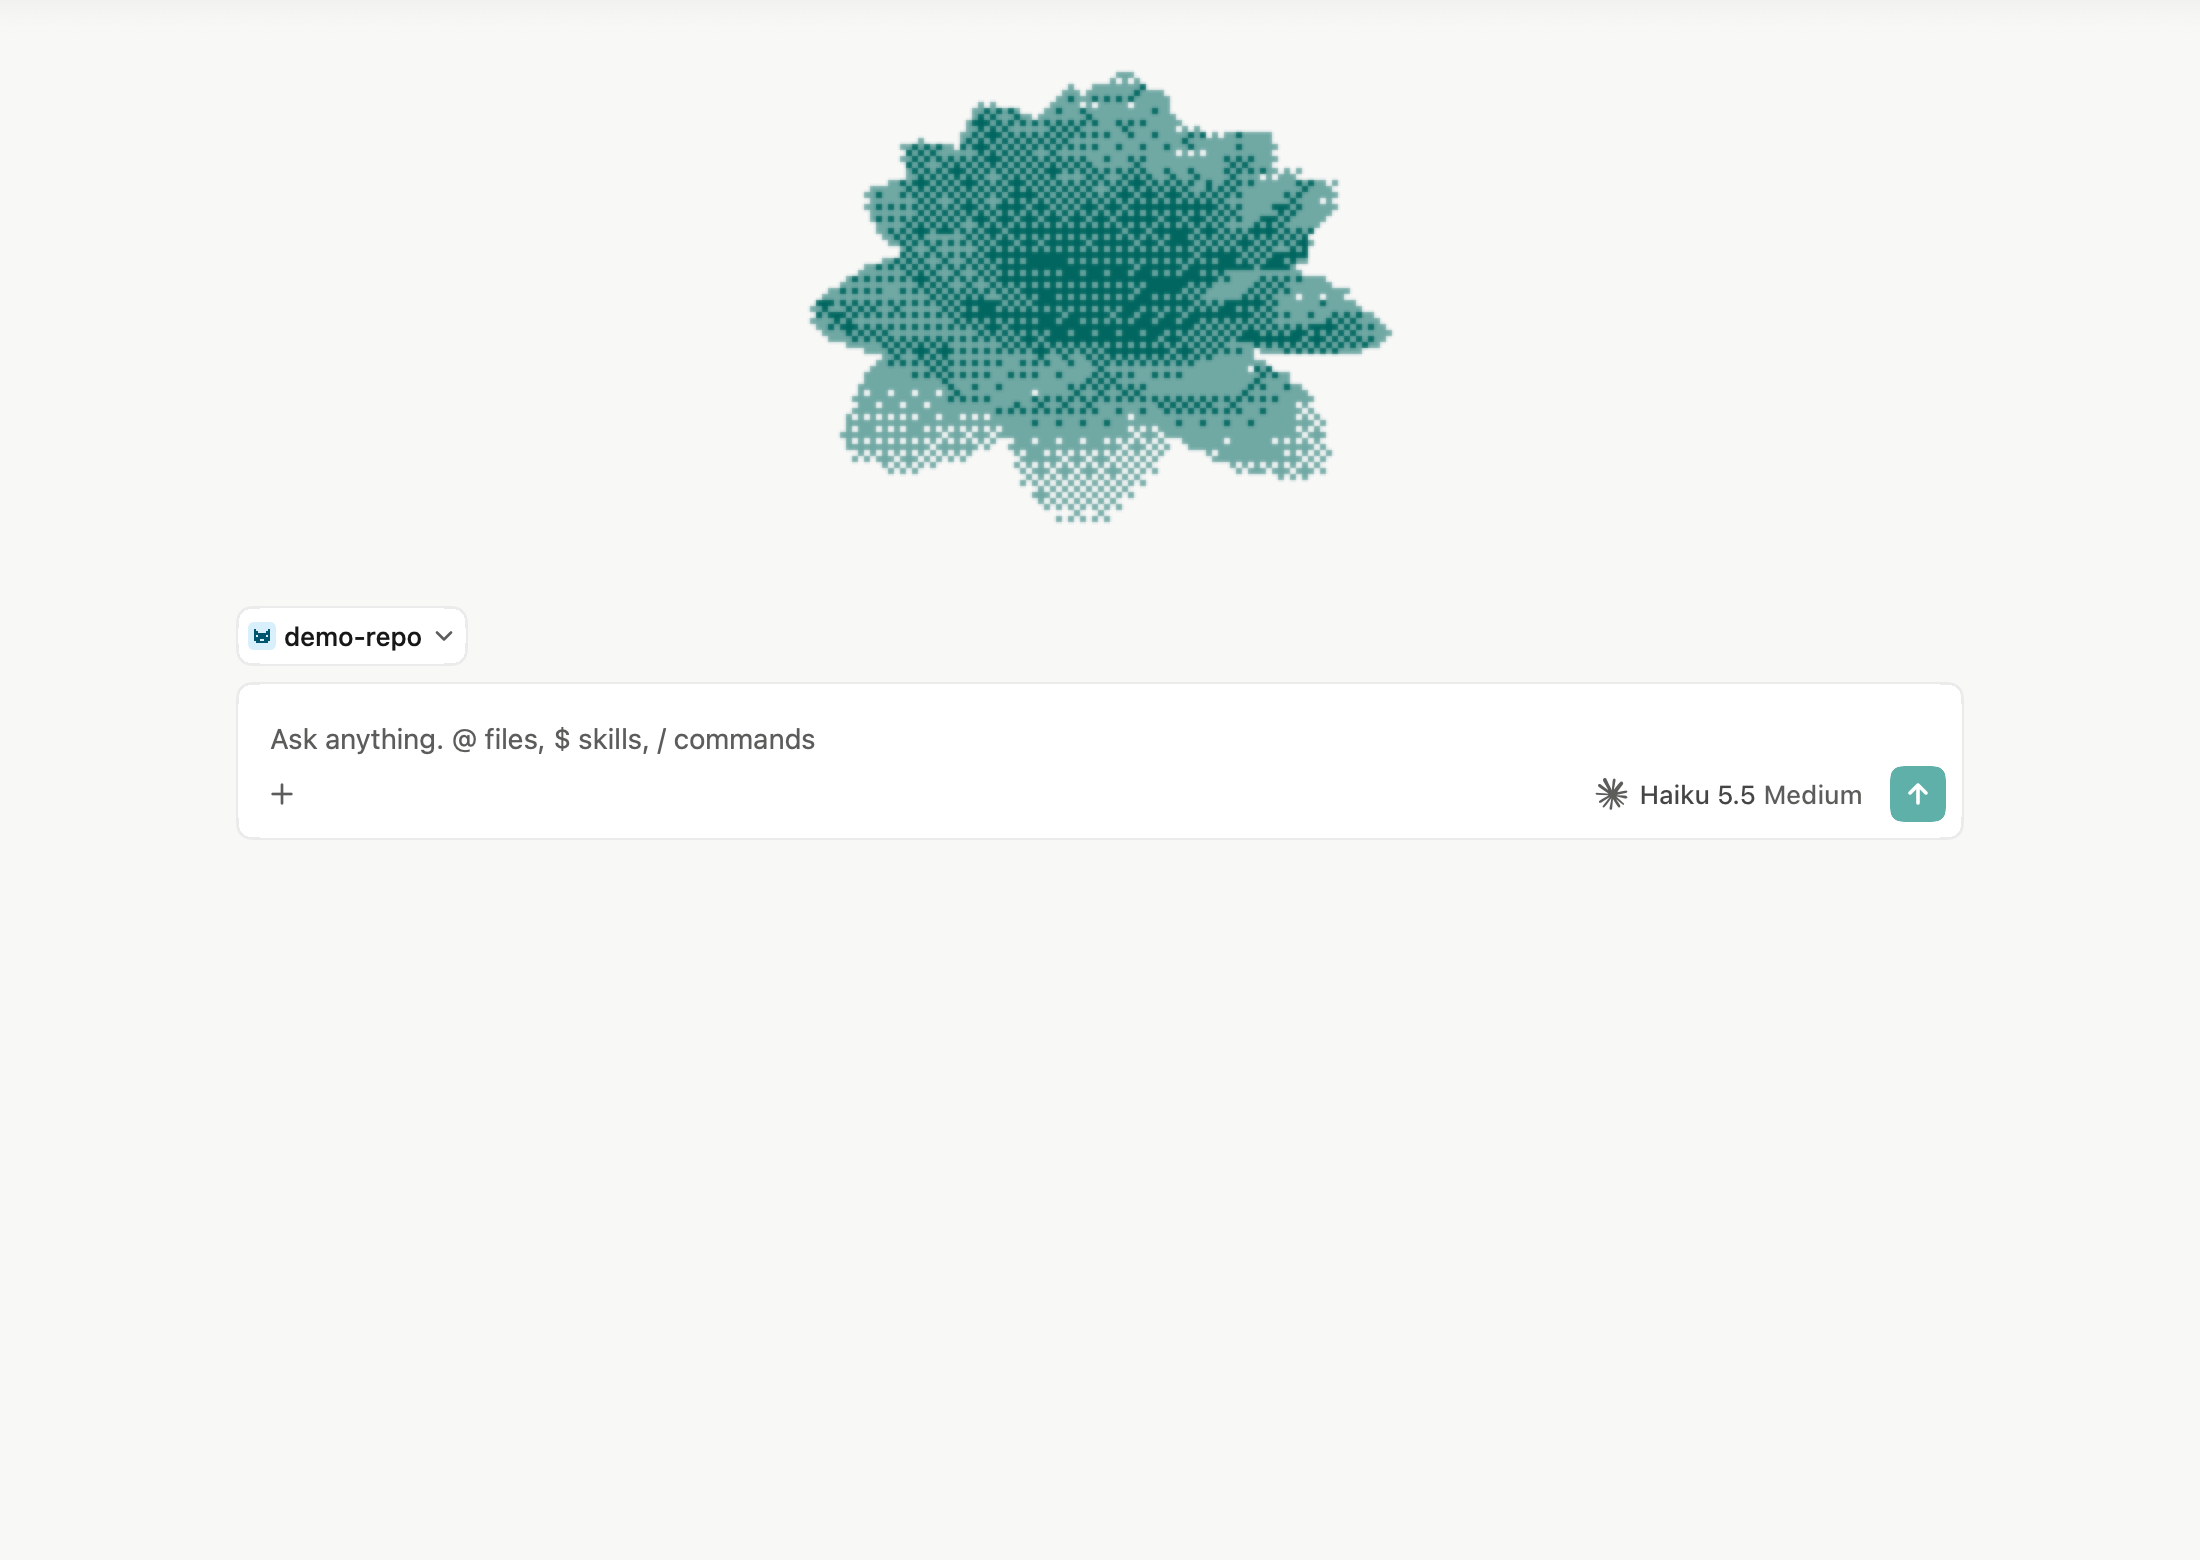 demo-repo
Ask anything. @ files, $ skills, / commands
Haiku 5.5 Medium